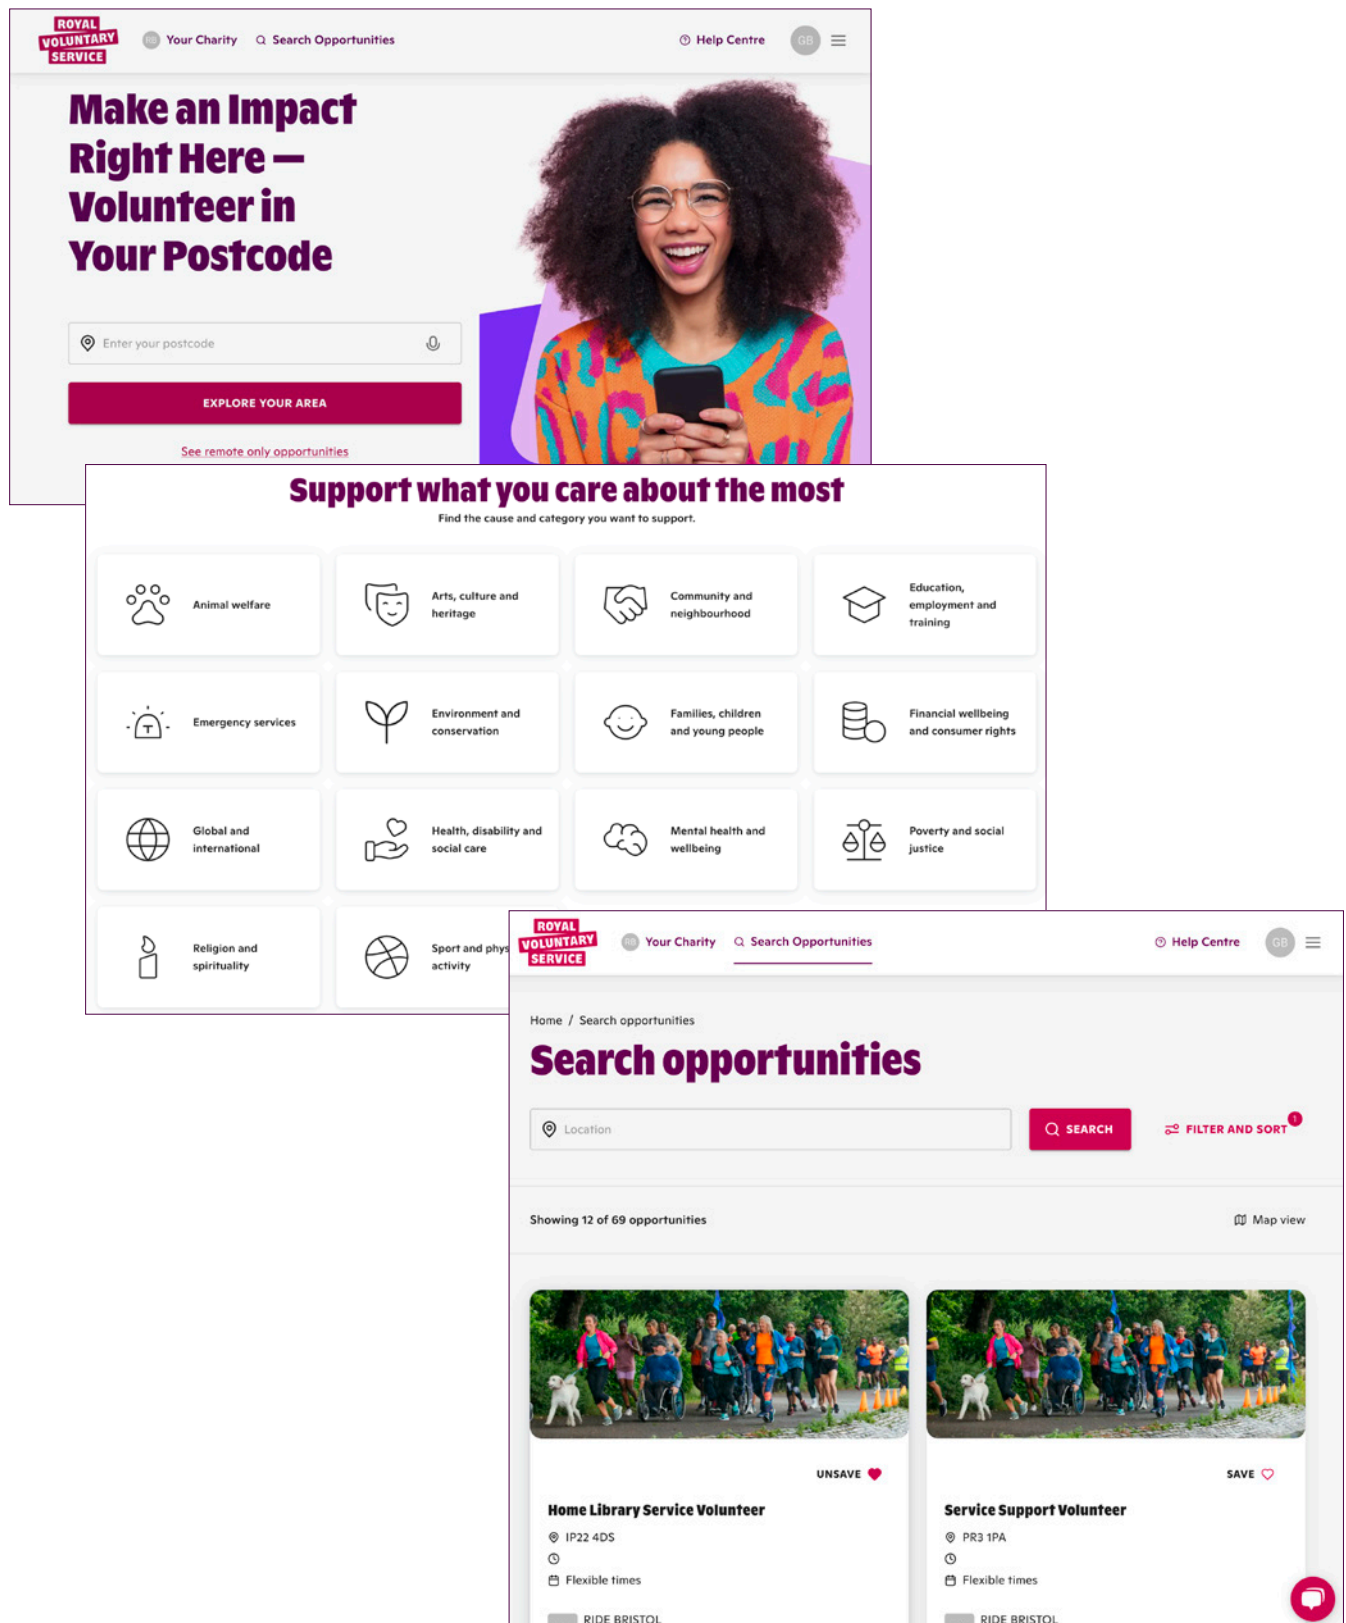 ROYAL
VOLUNTARY
SERVICE
RB Your Charity
Search Opportunities
Help Centre
GB
Make an Impact
Right Here –
Volunteer in
Your Postcode
Enter your postcode
EXPLORE YOUR AREA
See remote only opportunities
Support what you care about the most
Find the cause and category you want to support.
Animal welfare
Arts, culture and
heritage
Community and
neighbourhood
Education,
employment and
training
Emergency services
Environment and
conservation
Families, children
and young people
Financial wellbeing
and consumer rights
Global and
international
Health, disability and
social care
Mental health and
wellbeing
Poverty and social
justice
Religion and
spirituality
Sport and phys
activity
ROYAL
VOLUNTARY
SERVICE
RB Your Charity
Search Opportunities
Help Centre
GB
Home / Search opportunities
Search opportunities
Location
SEARCH
FILTER AND SORT
1
Showing 12 of 69 opportunities
Map view
UNSAVE
Home Library Service Volunteer
IP22 4DS
Flexible times
RIDE BRISTOL
SAVE
Service Support Volunteer
PR3 1PA
Flexible times
RIDE BRISTOL